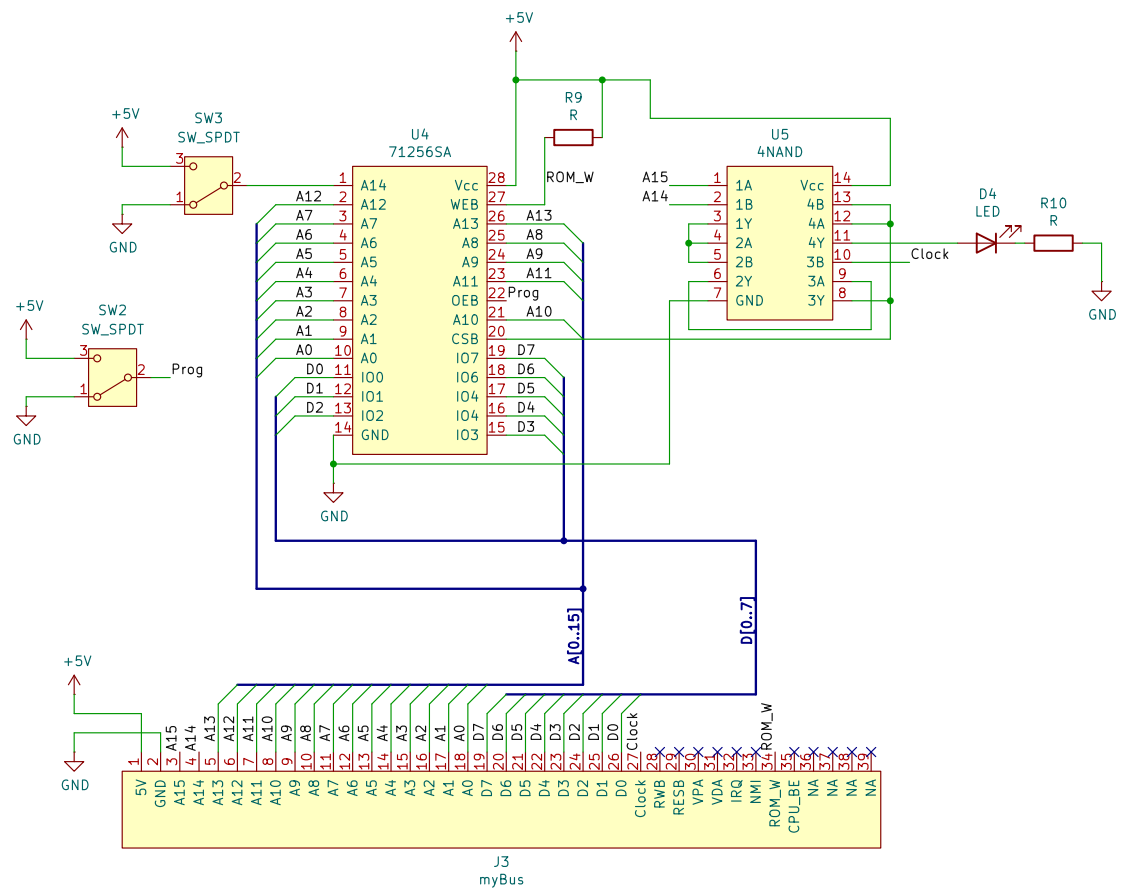 +5V
R9
R
+5V
SW3
SW_SPDT
3
2
1
GND
U4
71256SA
1 A14 Vcc 28
A12 2 A12 WEB 27 ROM_W
A7 3 A7 A13 26 A13
A6 4 A6 A8 25 A8
A5 5 A5 A9 24 A9
A4 6 A4 A11 23 A11
A3 7 A3 OEB 22 Prog
A2 8 A2 A10 21 A10
A1 9 A1 CSB 20
A0 10 A0 IO7 19 D7
D0 11 IO0 IO6 18 D6
D1 12 IO1 IO4 17 D5
D2 13 IO2 IO4 16 D4
14 GND IO3 15 D3
GND
U5
4NAND
A15 1 1A Vcc 14
A14 2 1B 4B 13
3 1Y 4A 12
4 2A 4Y 11
5 2B 3B 10 Clock
6 2Y 3A 9
7 GND 3Y 8
D4
LED
R10
R
GND
+5V
SW2
SW_SPDT
3
2 Prog
1
GND
A[0..15]
D[0..7]
+5V
GND
A15 A14 A13 A12 A11 A10 A9 A8 A7 A6 A5 A4 A3 A2 A1 A0 D7 D6 D5 D4 D3 D2 D1 D0 Clock ROM_W
1 2 3 4 5 6 7 8 9 10 11 12 13 14 15 16 17 18 19 20 21 22 23 24 25 26 27 28 29 30 31 32 33 34 35 36 37 38 39
5V GND A15 A14 A13 A12 A11 A10 A9 A8 A7 A6 A5 A4 A3 A2 A1 A0 D7 D6 D5 D4 D3 D2 D1 D0 Clock RWB RESB VPA VDA IRQ NMI ROM_W CPU_BE NA NA NA NA
J3
myBus